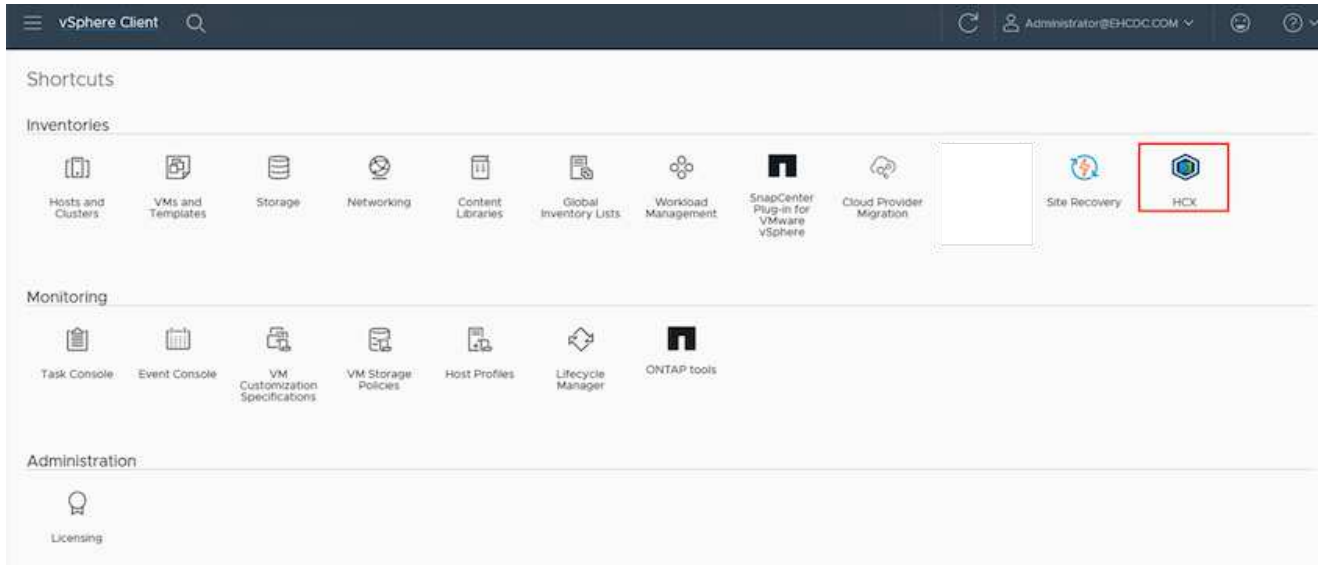 vSphere Client
Administrator@EHCDC.COM
Shortcuts
Inventories
Hosts and
Clusters
VMs and
Templates
Storage
Networking
Content
Libraries
Global
Inventory Lists
Workload
Management
SnapCenter
Plug-in for
VMware
vSphere
Cloud Provider
Migration
Site Recovery
HCX
Monitoring
Task Console
Event Console
VM
Customization
Specifications
VM Storage
Policies
Host Profiles
Lifecycle
Manager
ONTAP tools
Administration
Licensing